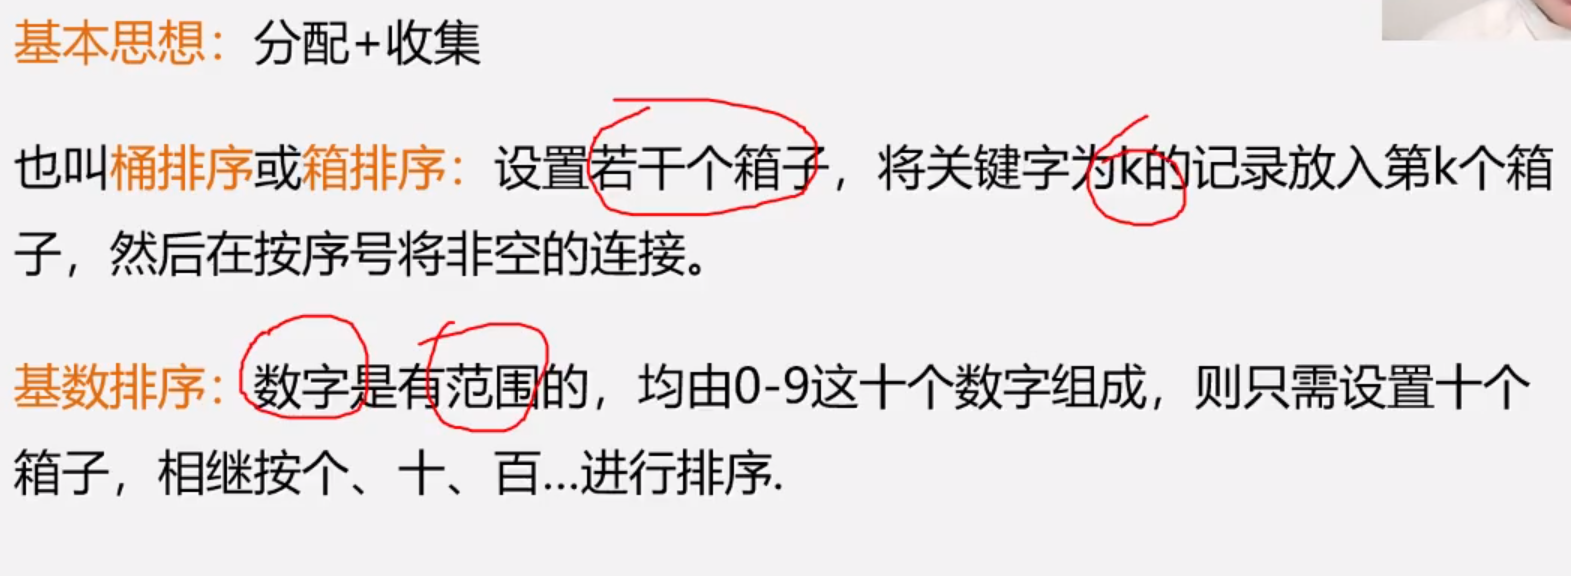 基本思想：分配+收集
也叫桶排序或箱排序：设置若干个箱子，将关键字为k的记录放入第k个箱
子，然后在按序号将非空的连接。
基数排序：数字是有范围的，均由0-9这十个数字组成，则只需设置十个
箱子，相继按个、十、百...进行排序.